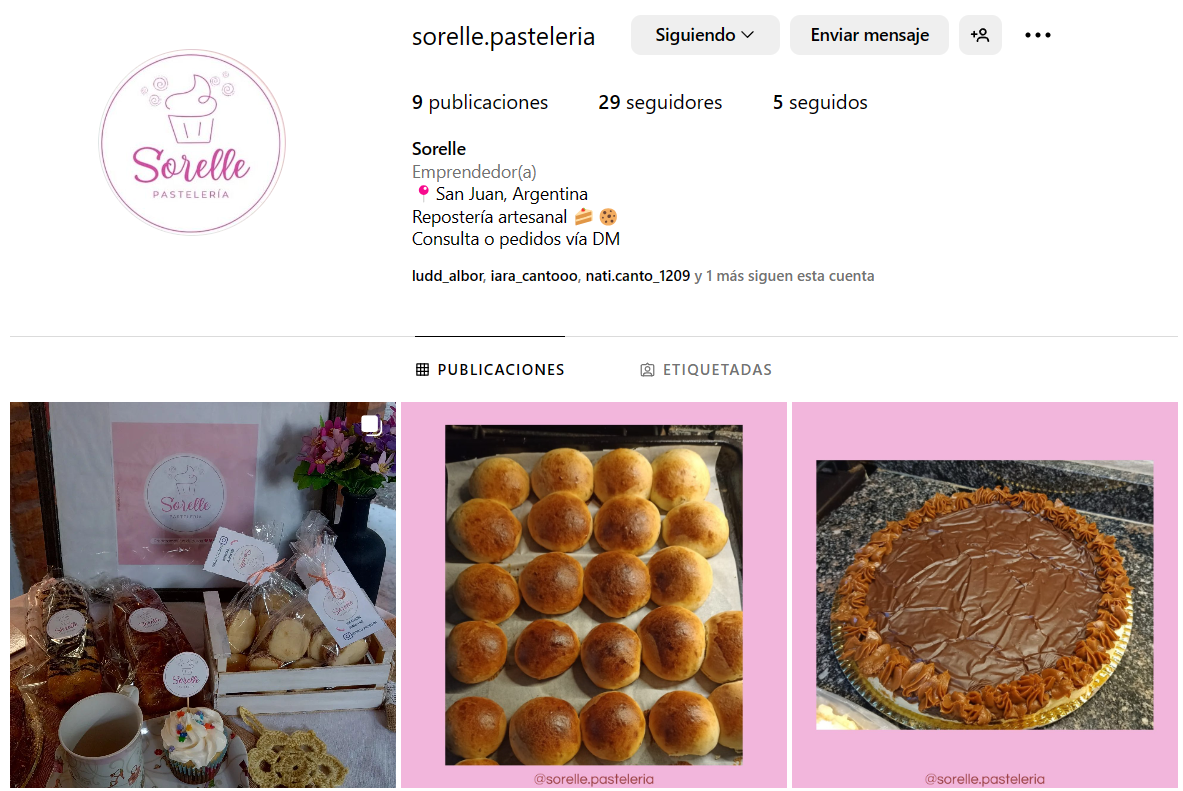 sorelle.pasteleria
Siguiendo
Enviar mensaje
9 publicaciones
29 seguidores
5 seguidos
Sorelle
PASTELERÍA
Sorelle
Emprendedor(a)
San Juan, Argentina
Repostería artesanal
Consulta o pedidos vía DM
ludd_albor, iara_cantooo, nati.canto_1209 y 1 más siguen esta cuenta
PUBLICACIONES
ETIQUETADAS
Sorelle
PASTELERÍA
Sorelle
@sorelle.pasteleria
@sorelle.pasteleria